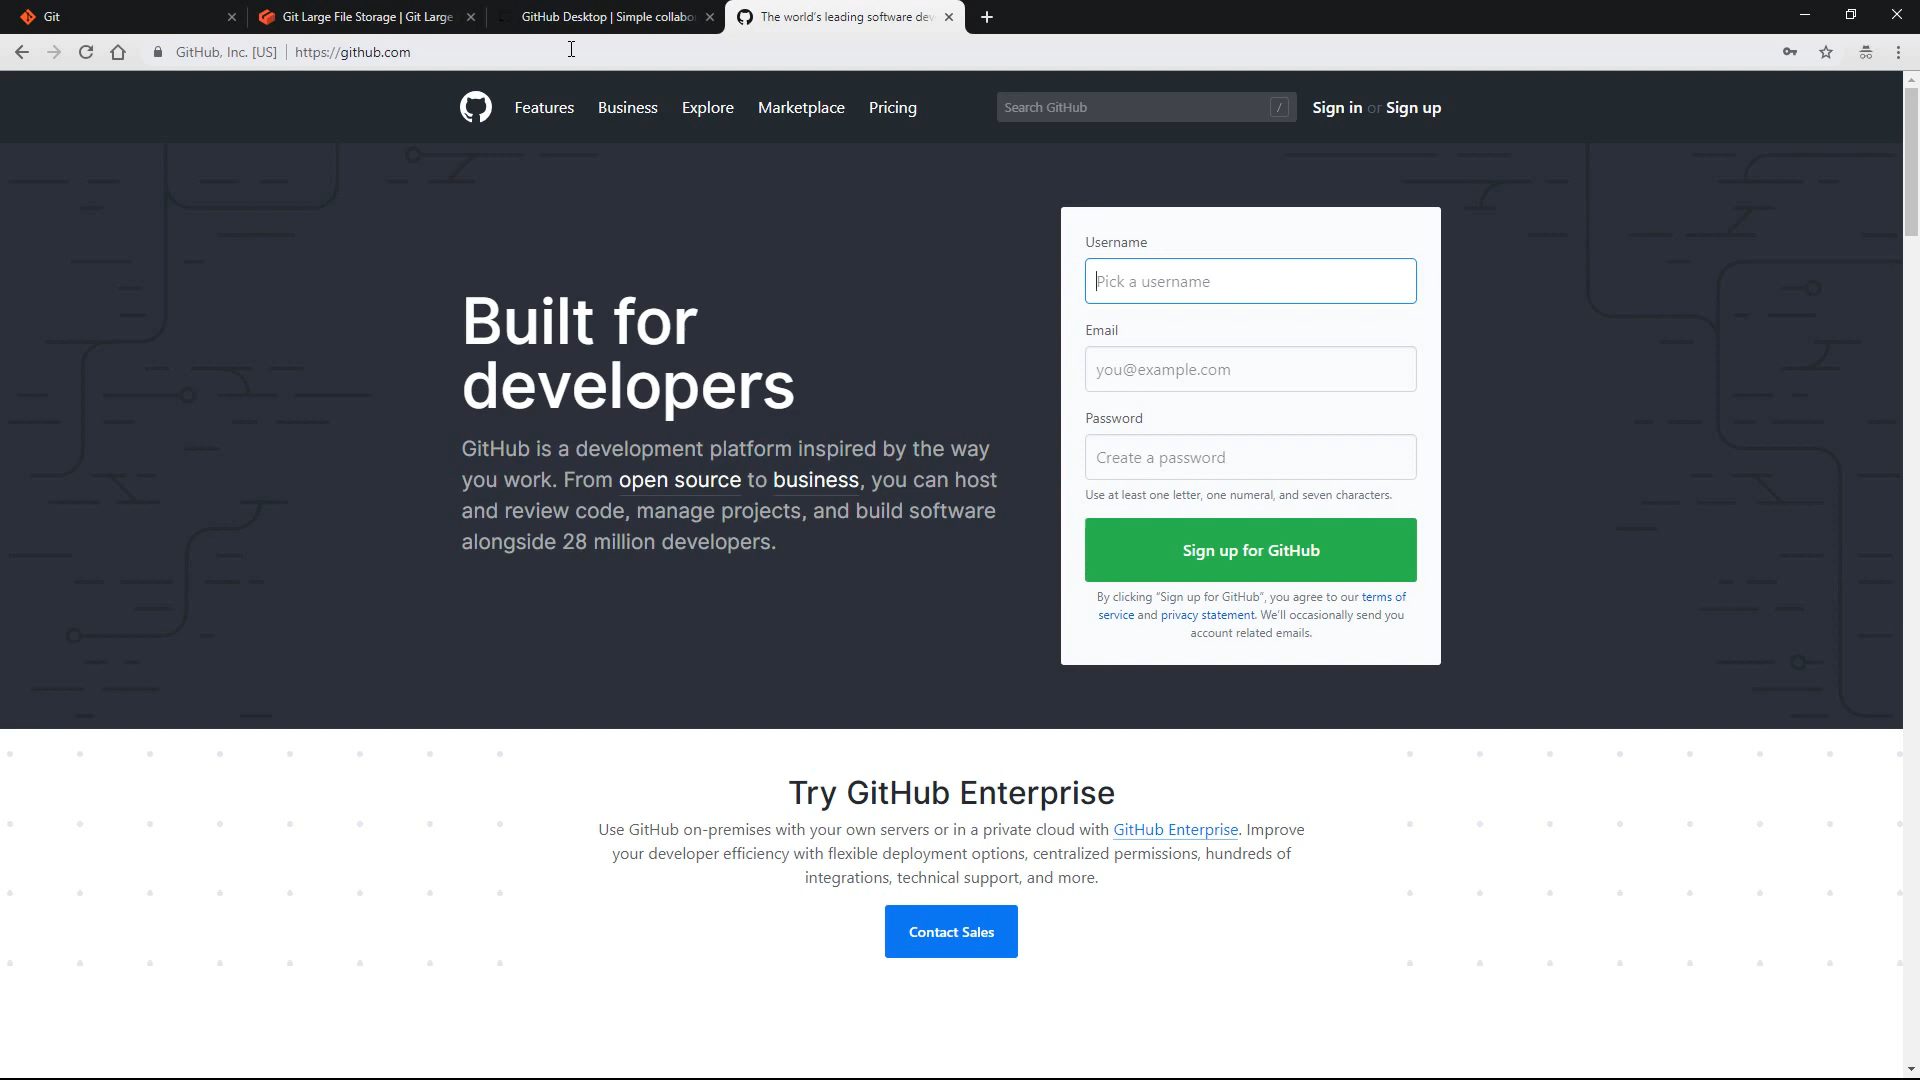 Git
Git Large File Storage | Git Large
GitHub Desktop | Simple collabo
The world's leading software dev
GitHub, Inc. [US] | https://github.com
Features Business Explore Marketplace Pricing
Search GitHub /
Sign in or Sign up
Built for
developers
GitHub is a development platform inspired by the way
you work. From open source to business, you can host
and review code, manage projects, and build software
alongside 28 million developers.
Username
Pick a username
Email
you@example.com
Password
Create a password
Use at least one letter, one numeral, and seven characters.
Sign up for GitHub
By clicking "Sign up for GitHub", you agree to our terms of
service and privacy statement. We'll occasionally send you
account related emails.
Try GitHub Enterprise
Use GitHub on-premises with your own servers or in a private cloud with GitHub Enterprise. Improve
your developer efficiency with flexible deployment options, centralized permissions, hundreds of
integrations, technical support, and more.
Contact Sales